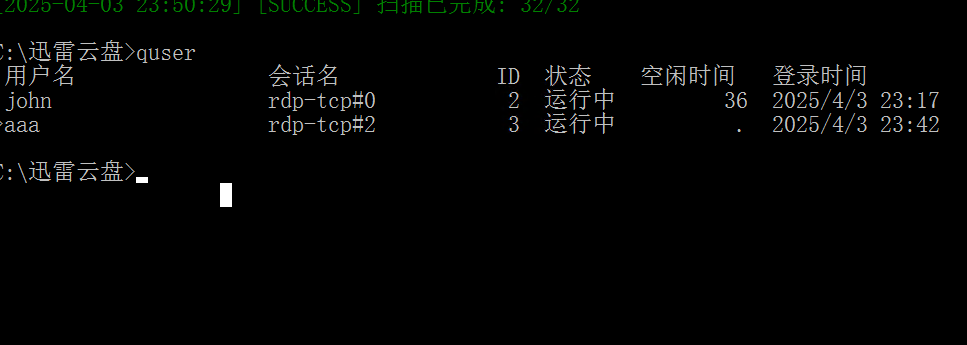 [2025-04-03 23:50:29] [SUCCESS] 扫描已完成: 32/32
C:\迅雷云盘>quser
用户名 会话名 ID 状态 空闲时间 登录时间
john rdp-tcp#0 2 运行中 36 2025/4/3 23:17
>aaa rdp-tcp#2 3 运行中 . 2025/4/3 23:42
C:\迅雷云盘>